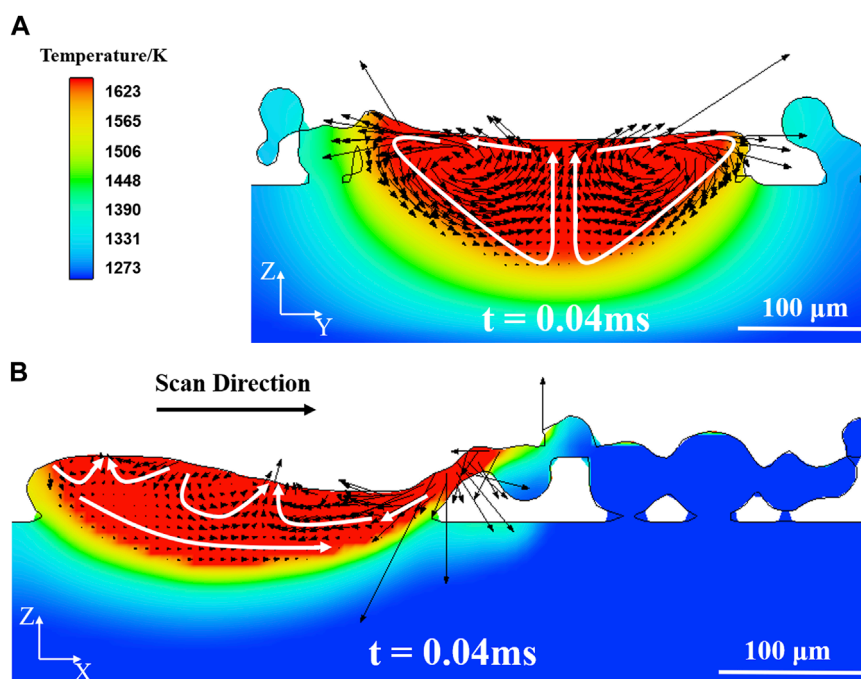 A
Temperature/K
1623
1565
1506
1448
1390
1331
1273
Z
Y
t = 0.04ms
100 μm
B
Scan Direction
Z
X
t = 0.04ms
100 μm